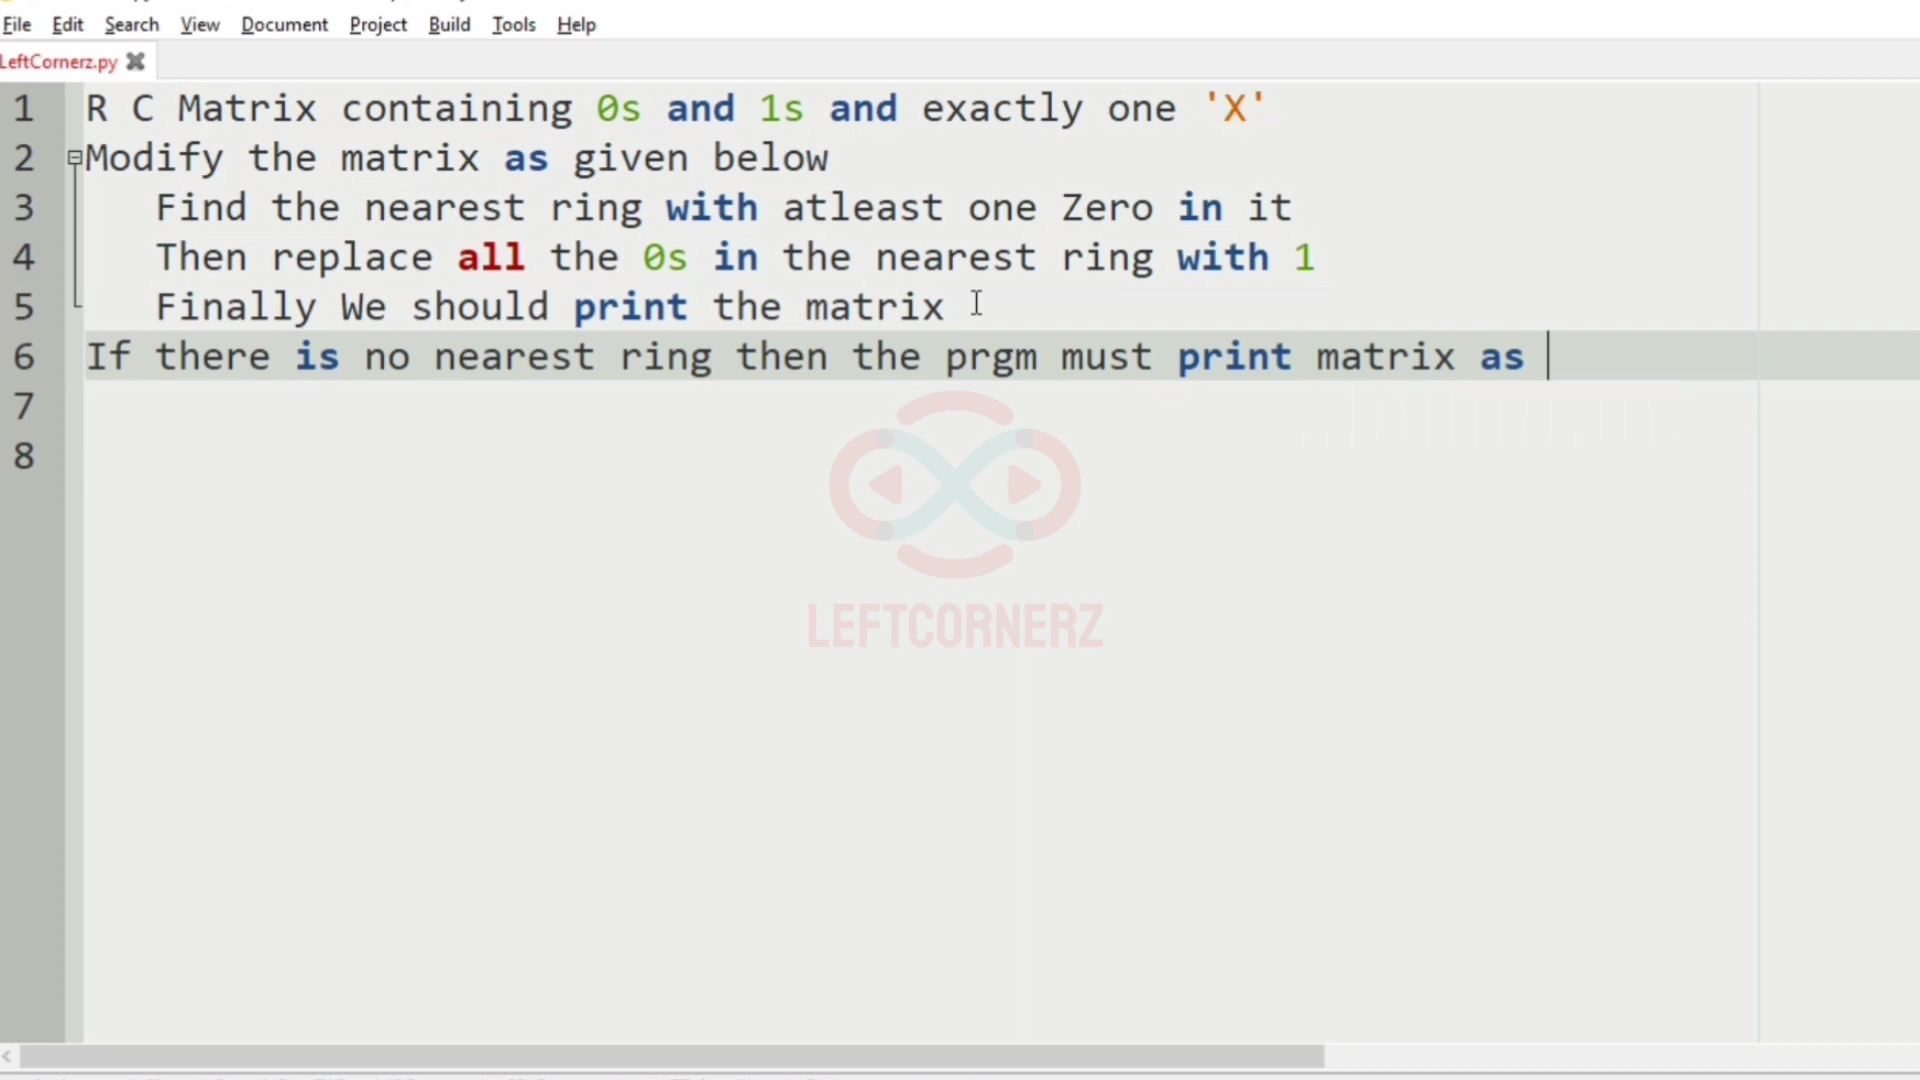 File Edit Search View Document Project Build Tools Help
LeftCornerz.py
1 R C Matrix containing 0s and 1s and exactly one 'X'
2 Modify the matrix as given below
3 Find the nearest ring with atleast one Zero in it
4 Then replace all the 0s in the nearest ring with 1
5 Finally We should print the matrix
6 If there is no nearest ring then the prgm must print matrix as
7
8
LEFTCORNERZ